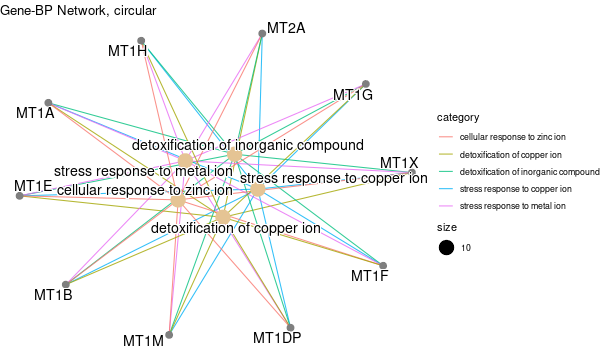 Gene-BP Network, circular
MT2A
MT1H
MT1G
MT1A
detoxification of inorganic compound
MT1X
stress response to metal ion
stress response to copper ion
MT1E
cellular response to zinc ion
detoxification of copper ion
MT1F
MT1B
MT1M
MT1DP
category
cellular response to zinc ion
detoxification of copper ion
detoxification of inorganic compound
stress response to copper ion
stress response to metal ion
size
10